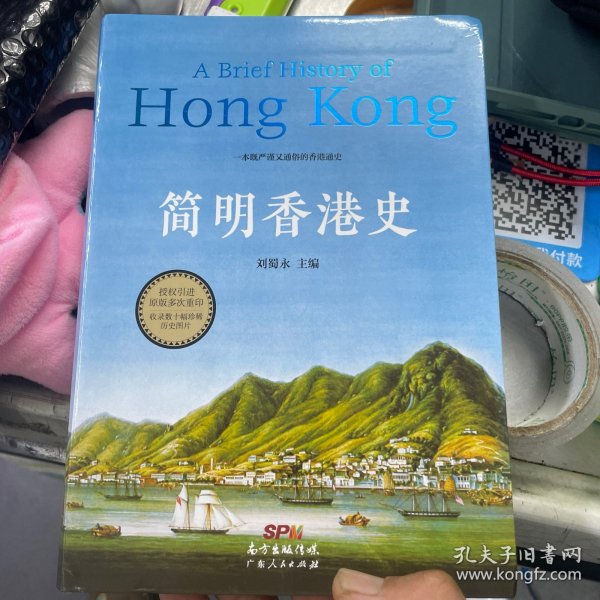 A Brief History of
Hong Kong
一本既严谨又通俗的香港通史
简明香港史
刘蜀永 主编
授权引进
原版多次重印
收录数十幅珍稀
历史图片
付款
SPM
南方出版传媒
广东人民出版社
孔夫子旧书网
www.kongfz.com